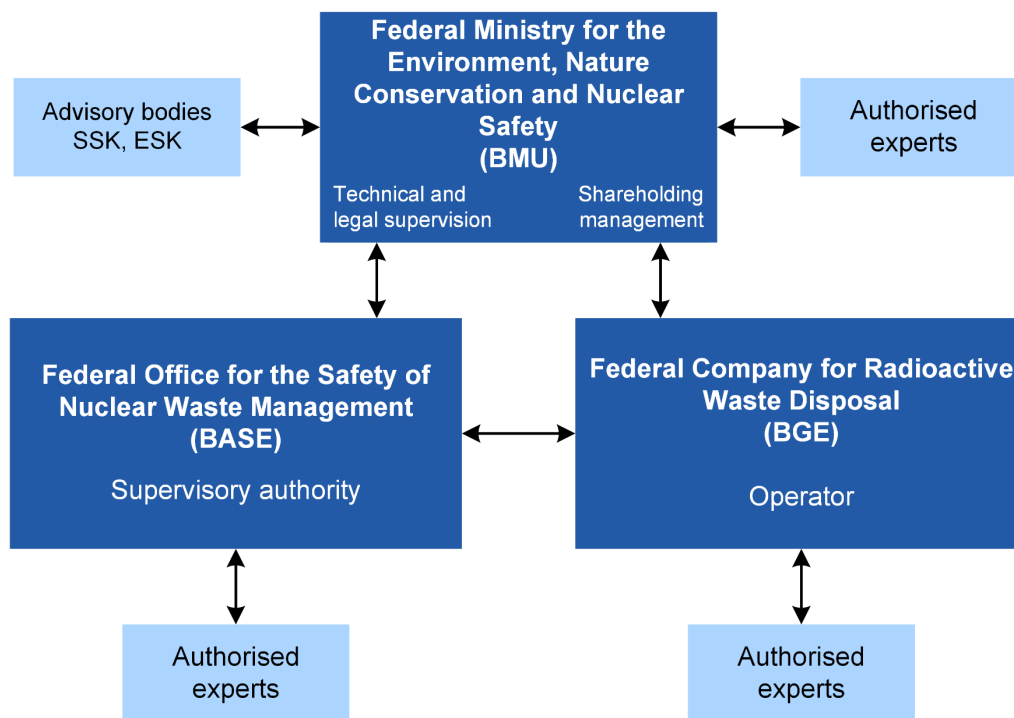 Federal Ministry for the
Environment, Nature
Conservation and Nuclear
Safety
(BMU)
Technical and
legal supervision
Shareholding
management
Advisory bodies
SSK, ESK
Authorised
experts
Federal Office for the Safety of
Nuclear Waste Management
(BASE)
Supervisory authority
Federal Company for Radioactive
Waste Disposal
(BGE)
Operator
Authorised
experts
Authorised
experts